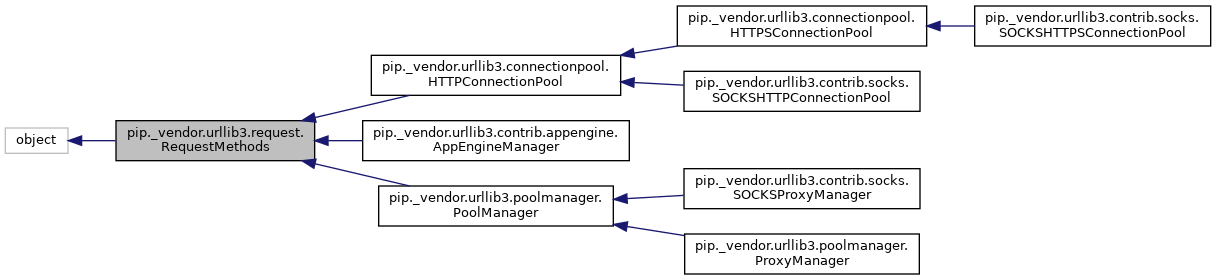 object
pip._vendor.urllib3.request.
RequestMethods
pip._vendor.urllib3.connectionpool.
HTTPConnectionPool
pip._vendor.urllib3.connectionpool.
HTTPSConnectionPool
pip._vendor.urllib3.contrib.socks.
SOCKSHTTPSConnectionPool
pip._vendor.urllib3.contrib.socks.
SOCKSHTTPConnectionPool
pip._vendor.urllib3.contrib.appengine.
AppEngineManager
pip._vendor.urllib3.poolmanager.
PoolManager
pip._vendor.urllib3.contrib.socks.
SOCKSProxyManager
pip._vendor.urllib3.poolmanager.
ProxyManager